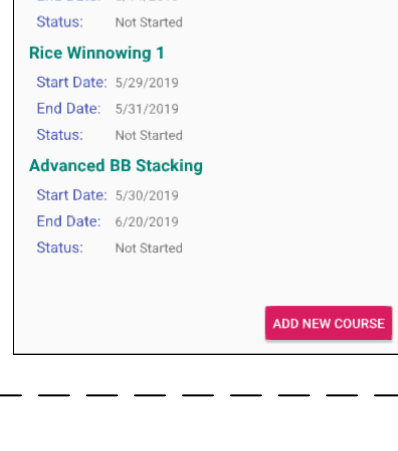 Status: Not Started
Rice Winnowing 1
Start Date: 5/29/2019
End Date: 5/31/2019
Status: Not Started
Advanced BB Stacking
Start Date: 5/30/2019
End Date: 6/20/2019
Status: Not Started
ADD NEW COURSE